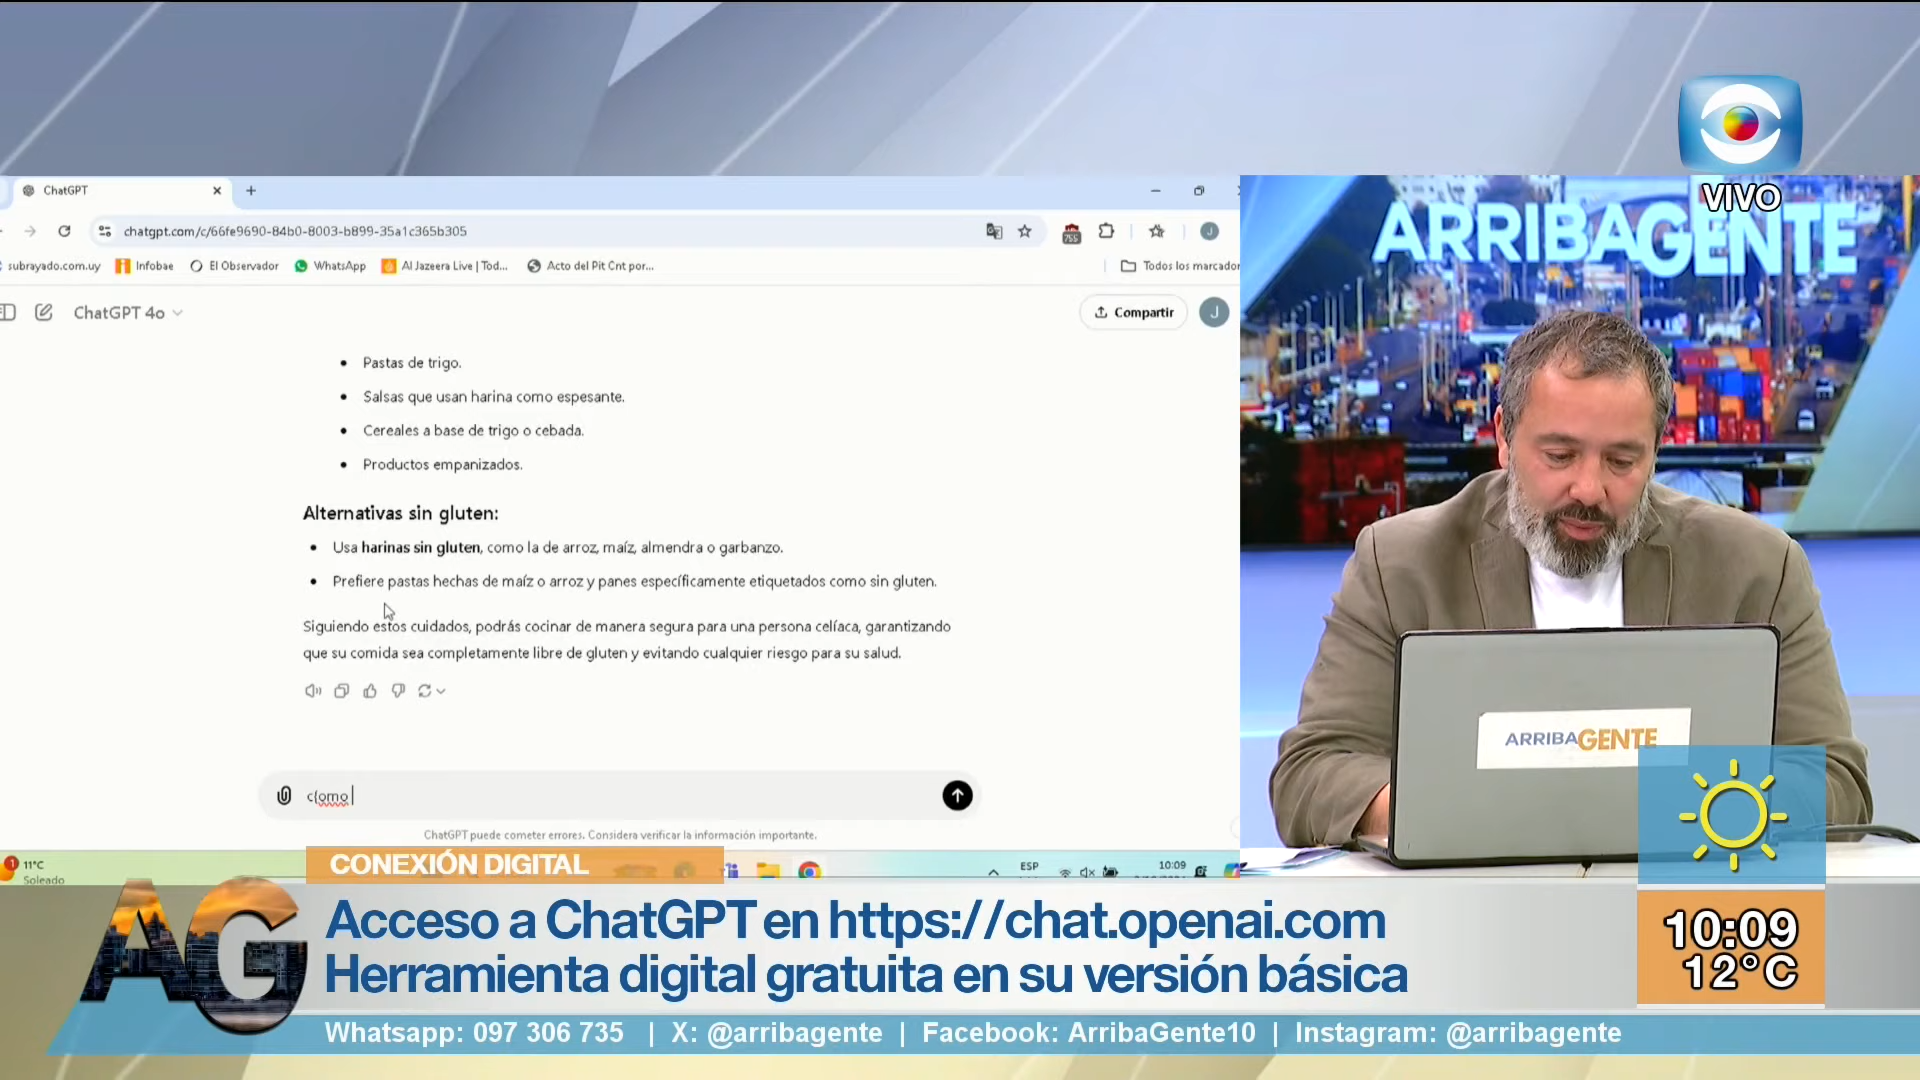 VIVO
ARRIBAGENTE
ChatGPT
chatgpt.com/c/66fe9690-84b0-8003-b899-35a1c365b305
755
J
subrayado.com.uy
Infobae
El Observador
WhatsApp
Al Jazeera Live | Tod...
Acto del Pit Cnt por...
Todos los marcador
ChatGPT 4o
Compartir
J
Pastas de trigo.
Salsas que usan harina como espesante.
Cereales a base de trigo o cebada.
Productos empanizados.
Alternativas sin gluten:
Usa harinas sin gluten, como la de arroz, maíz, almendra o garbanzo.
Prefiere pastas hechas de maíz o arroz y panes específicamente etiquetados como sin gluten.
Siguiendo estos cuidados, podrás cocinar de manera segura para una persona celíaca, garantizando
que su comida sea completamente libre de gluten y evitando cualquier riesgo para su salud.
c{omo
ChatGPT puede cometer errores. Considera verificar la información importante.
1
11°C
Soleado
ESP
10:09
ARRIBAGENTE
CONEXIÓN DIGITAL
AG
Acceso a ChatGPT en https://chat.openai.com
Herramienta digital gratuita en su versión básica
10:09
12°C
Whatsapp: 097 306 735 | X: @arribagente | Facebook: ArribaGente10 | Instagram: @arribagente